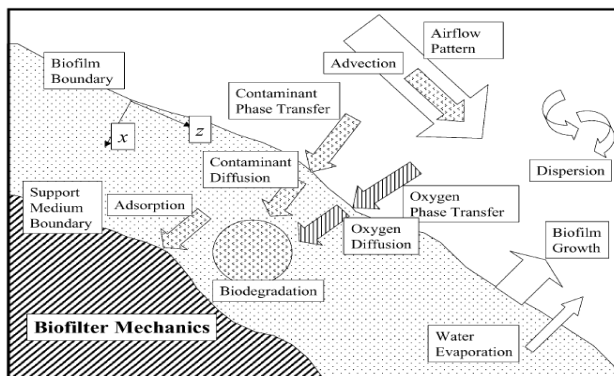 Airflow
Pattern
Advection
Biofilm
Boundary
Contaminant
Phase Transfer
x
z
Contaminant
Diffusion
Dispersion
Support
Medium
Boundary
Adsorption
Oxygen
Phase Transfer
Oxygen
Diffusion
Biofilm
Growth
Biodegradation
Biofilter Mechanics
Water
Evaporation